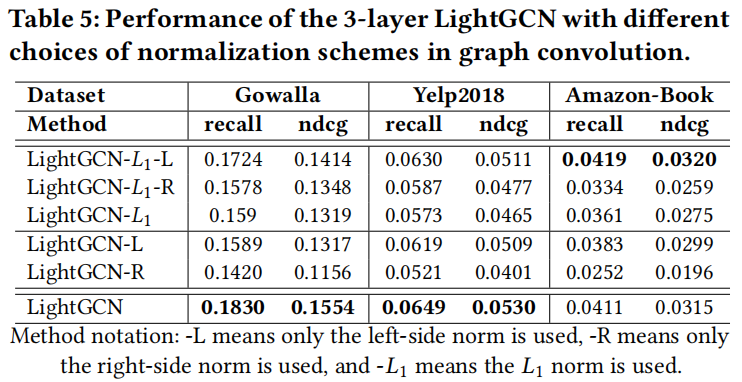 Table 5: Performance of the 3-layer LightGCN with different
choices of normalization schemes in graph convolution.
Dataset Gowalla Yelp2018 Amazon-Book
Method recall ndcg recall ndcg recall ndcg
LightGCN-L₁-L 0.1724 0.1414 0.0630 0.0511 0.0419 0.0320
LightGCN-L₁-R 0.1578 0.1348 0.0587 0.0477 0.0334 0.0259
LightGCN-L₁ 0.159 0.1319 0.0573 0.0465 0.0361 0.0275
LightGCN-L 0.1589 0.1317 0.0619 0.0509 0.0383 0.0299
LightGCN-R 0.1420 0.1156 0.0521 0.0401 0.0252 0.0196
LightGCN 0.1830 0.1554 0.0649 0.0530 0.0411 0.0315
Method notation: -L means only the left-side norm is used, -R means only
the right-side norm is used, and -L₁ means the L₁ norm is used.